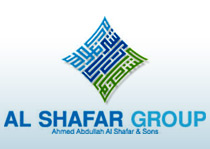 AL SHAFAR GROUP
Ahmed Abdullah Al Shafar & Sons